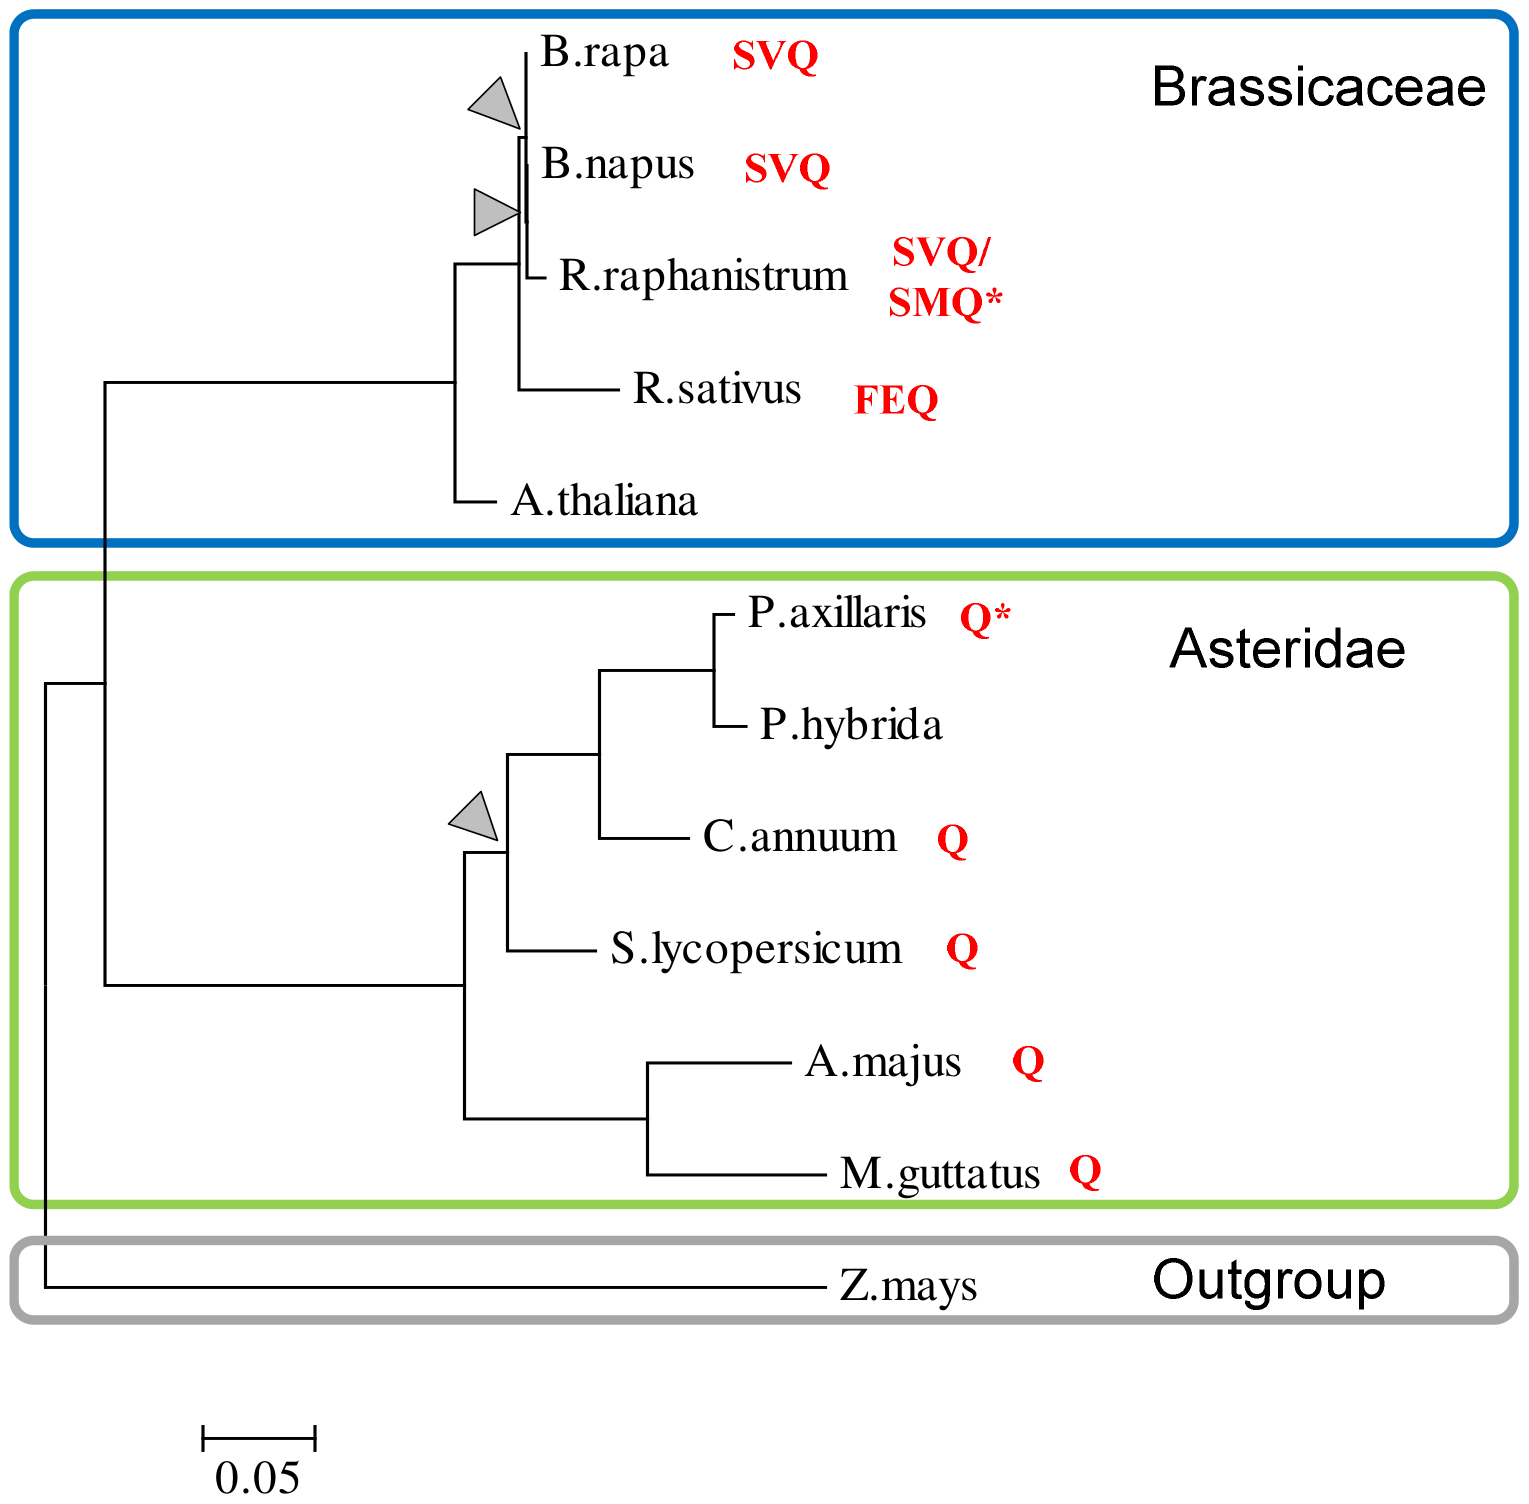 B.rapa SVQ
Brassicaceae
B.napus SVQ
R.raphanistrum SVQ/
SMQ*
R.sativus FEQ
A.thaliana
P.axillaris Q*
Asteridae
P.hybrida
C.annuum Q
S.lycopersicum Q
A.majus Q
M.guttatus Q
Z.mays Outgroup
0.05